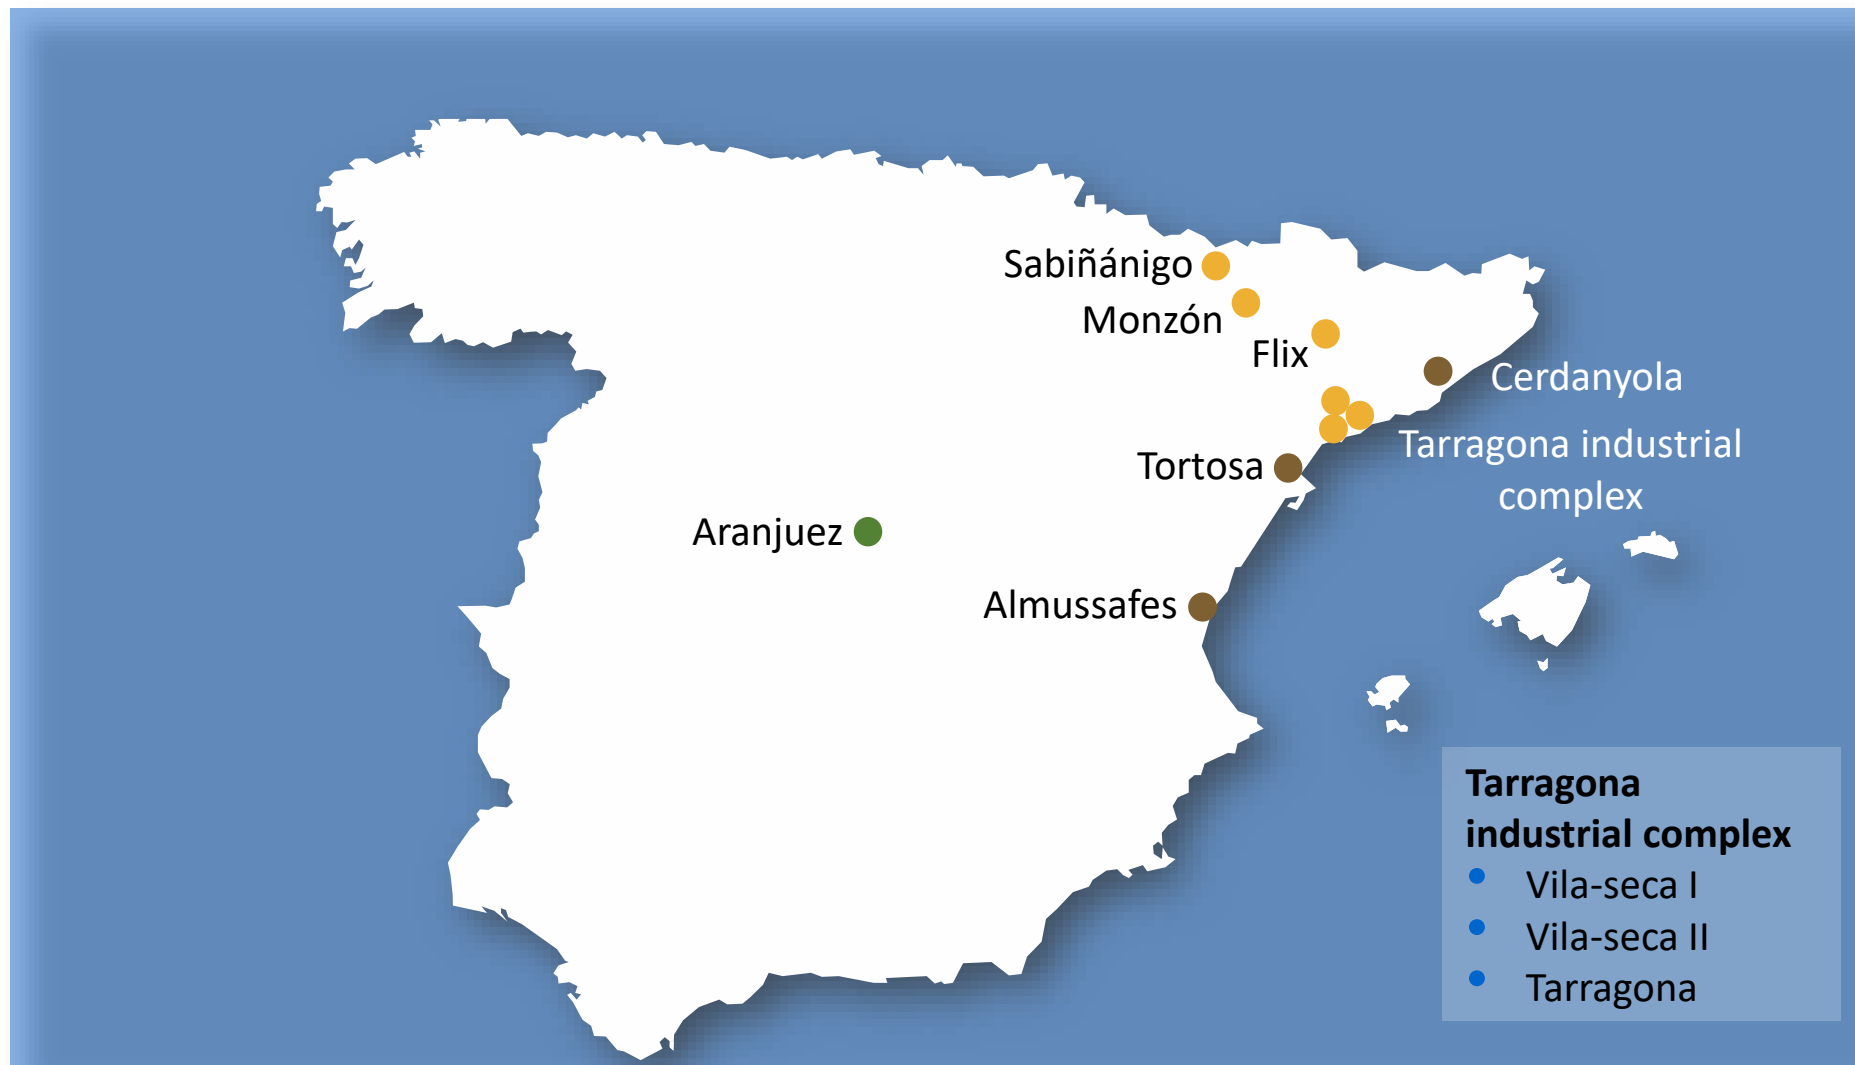 Sabiñánigo
Monzón
Flix
Cerdanyola
Tarragona industrial
complex
Tortosa
Aranjuez
Almussafes
Tarragona
industrial complex
• Vila-seca I
• Vila-seca II
• Tarragona